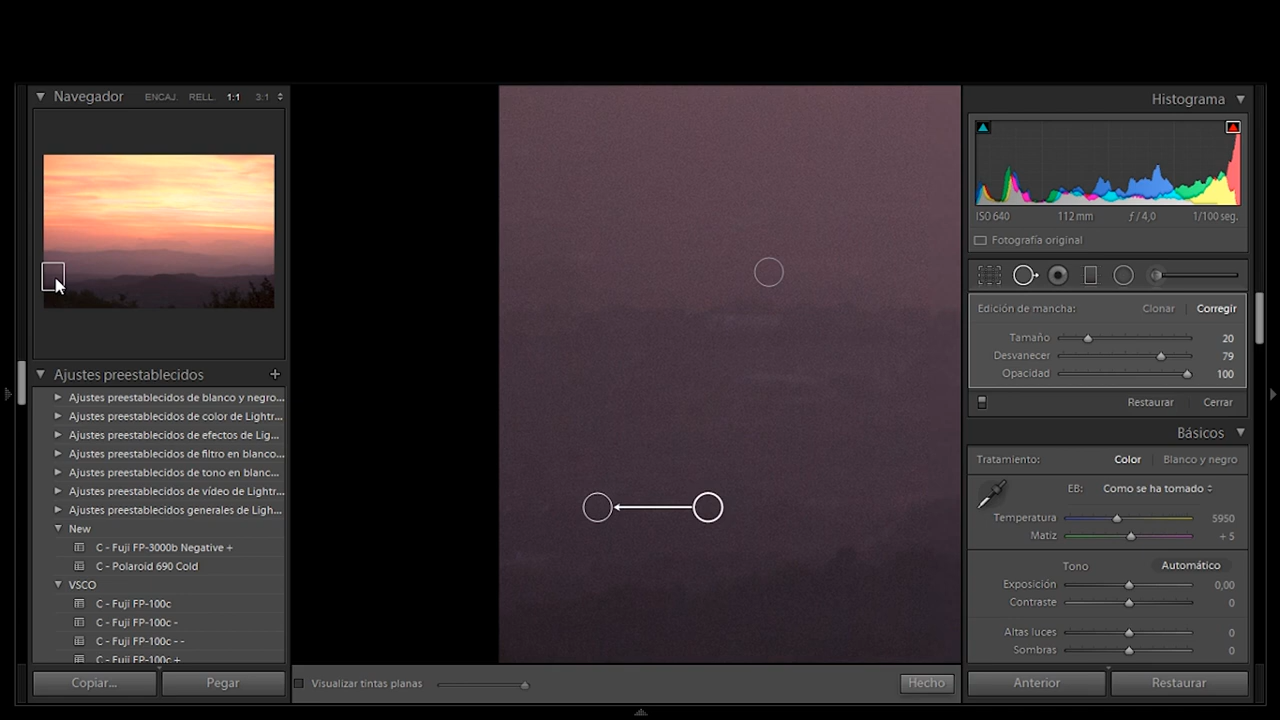 Navegador ENCAJ. RELL. 1:1 3:1
Ajustes preestablecidos +
Ajustes preestablecidos de blanco y negro...
Ajustes preestablecidos de color de Lightr...
Ajustes preestablecidos de efectos de Lig...
Ajustes preestablecidos de filtro en blanco...
Ajustes preestablecidos de tono en blanc...
Ajustes preestablecidos de vídeo de Lightr...
Ajustes preestablecidos generales de Ligh...
New
C - Fuji FP-3000b Negative +
C - Polaroid 690 Cold
VSCO
C - Fuji FP-100c
C - Fuji FP-100c -
C - Fuji FP-100c - -
C - Fuji FP-100c +
Copiar... Pegar
Visualizar tintas planas Hecho
Histograma
ISO 640 112 mm ƒ / 4,0 1/100 seg.
Fotografía original
Edición de mancha: Clonar | Corregir
Tamaño 20
Desvanecer 79
Opacidad 100
Restaurar Cerrar
Básicos
Tratamiento: Color | Blanco y negro
EB: Como se ha tomado
Temperatura 5950
Matiz + 5
Tono Automático
Exposición 0,00
Contraste 0
Altas luces 0
Sombras 0
Anterior Restaurar